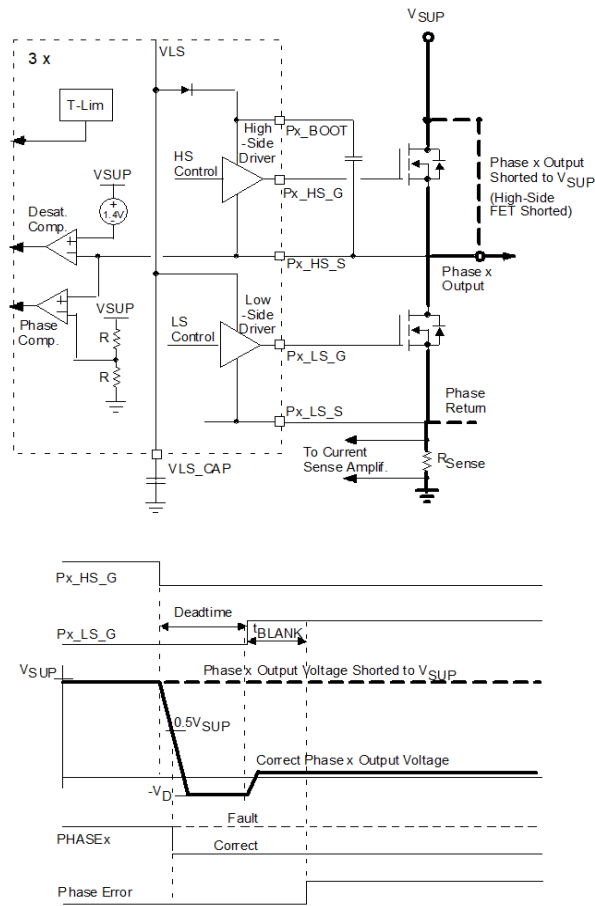 VSUP
3 x
VLS
T-Lim
High
-Side
Driver
Px_BOOT
HS
Control
Px_HS_G
Phase x Output
Shorted to VSUP
(High-Side
FET Shorted)
VSUP
+
1.4V
-
Desat.
Comp.
+
-
Px_HS_S
Phase x
Output
+
-
Phase
Comp.
VSUP
R
R
Low
-Side
Driver
LS
Control
Px_LS_G
Phase
Return
Px_LS_S
To Current
Sense Amplif.
RSense
VLS_CAP
Px_HS_G
Deadtime
tBLANK
Px_LS_G
VSUP
Phase x Output Voltage Shorted to VSUP
0.5VSUP
Correct Phase x Output Voltage
-VD
Fault
PHASEx
Correct
Phase Error